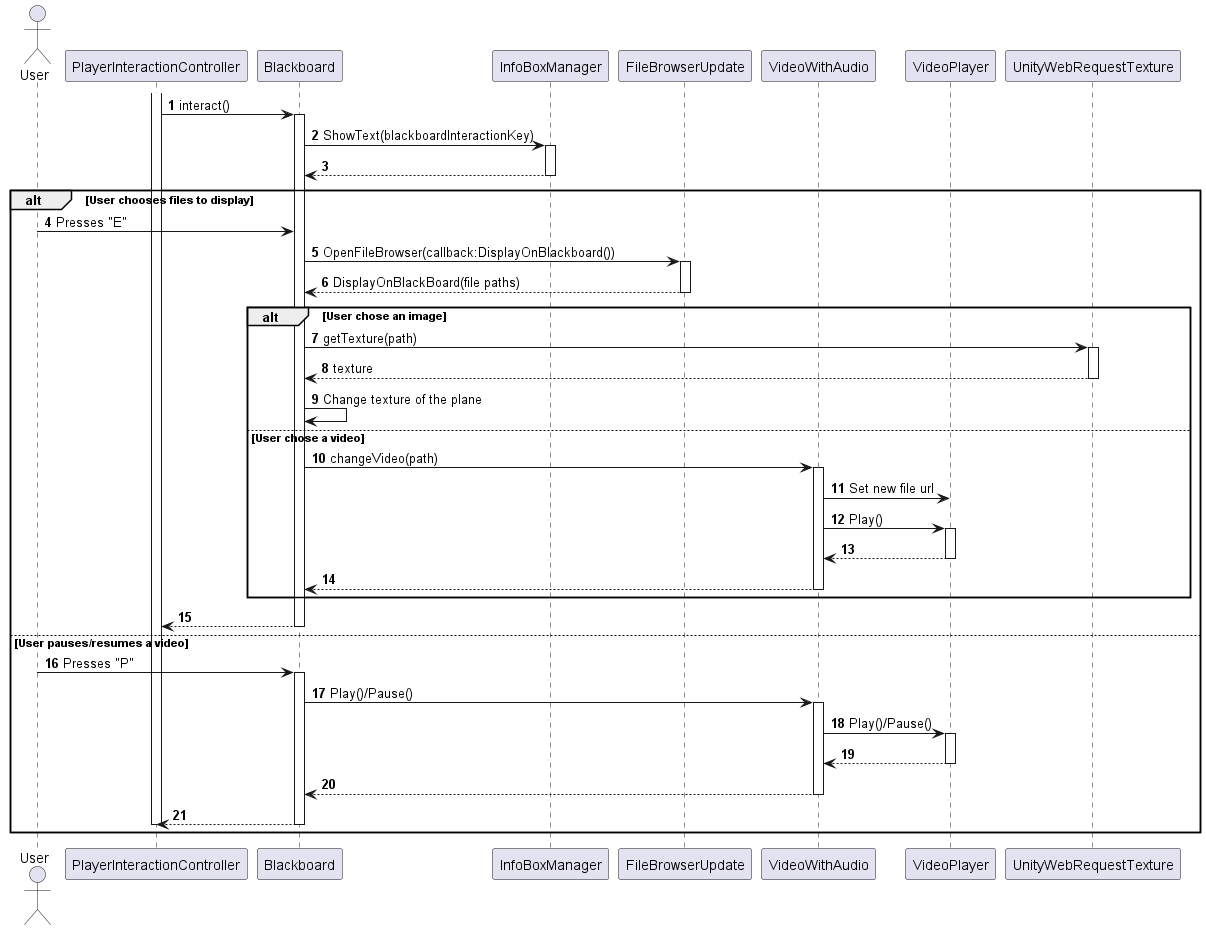 User
PlayerInteractionController
Blackboard
InfoBoxManager
FileBrowserUpdate
VideoWithAudio
VideoPlayer
UnityWebRequestTexture
1 interact()
2 ShowText(blackboardInteractionKey)
3
alt [User chooses files to display]
4 Presses "E"
5 OpenFileBrowser(callback:DisplayOnBlackboard())
6 DisplayOnBlackBoard(file paths)
alt [User chose an image]
7 getTexture(path)
8 texture
9 Change texture of the plane
[User chose a video]
10 changeVideo(path)
11 Set new file url
12 Play()
13
14
15
[User pauses/resumes a video]
16 Presses "P"
17 Play()/Pause()
18 Play()/Pause()
19
20
21
User
PlayerInteractionController
Blackboard
InfoBoxManager
FileBrowserUpdate
VideoWithAudio
VideoPlayer
UnityWebRequestTexture